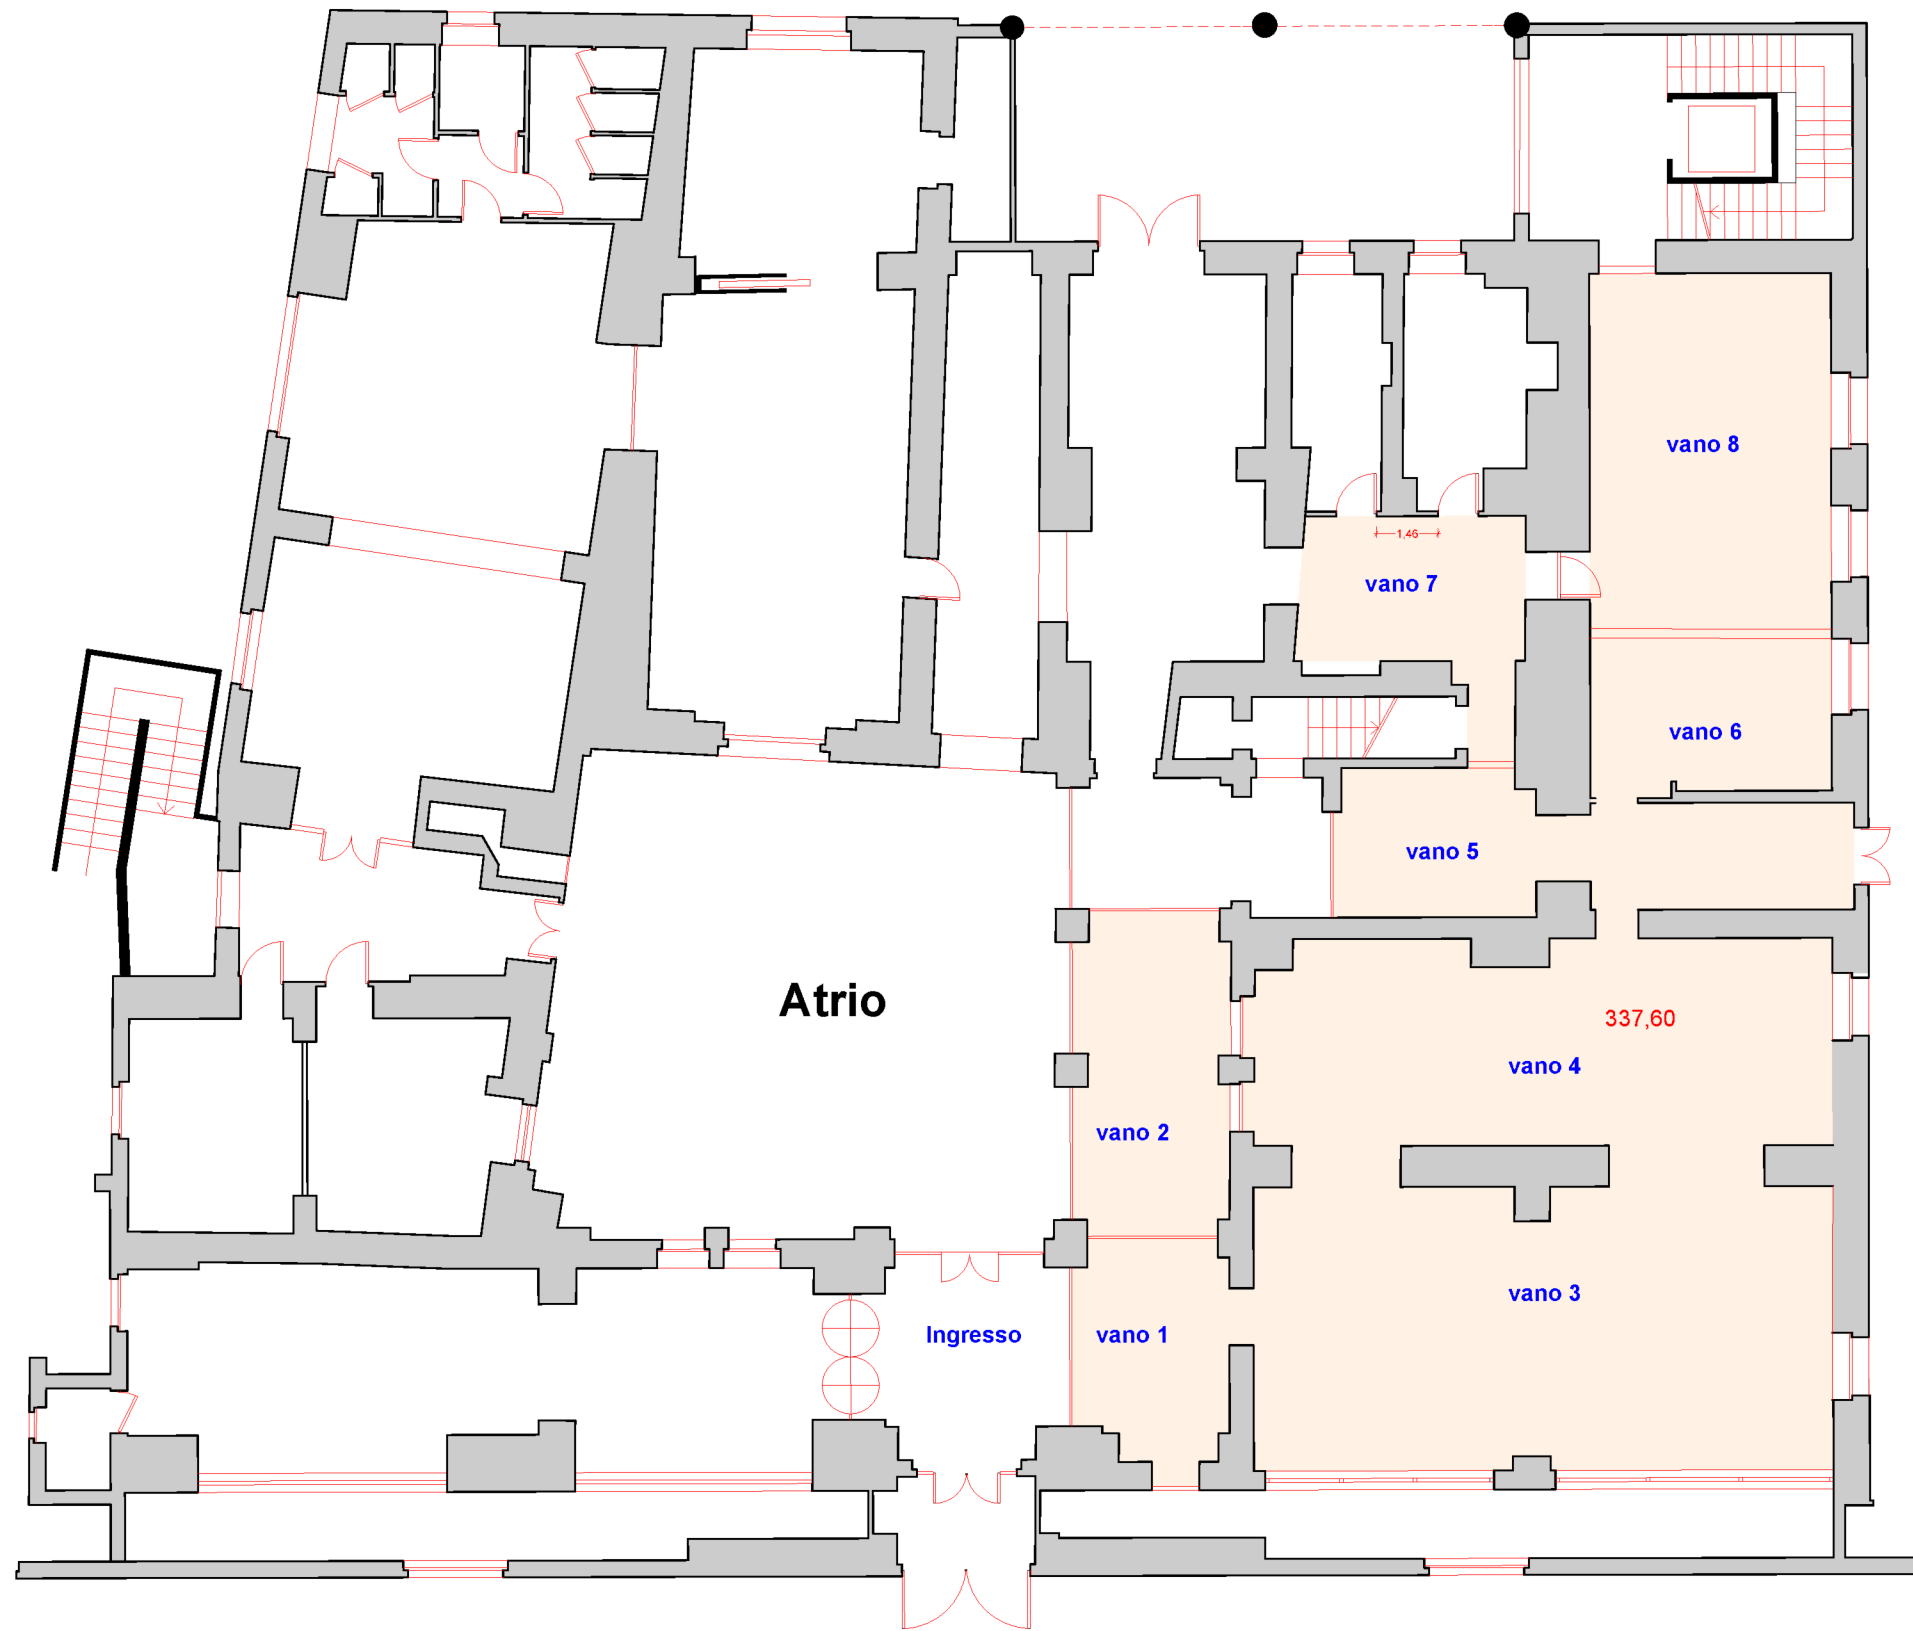 vano 8
1,46
vano 7
vano 6
vano 5
Atrio
337,60
vano 4
vano 2
vano 3
Ingresso
vano 1